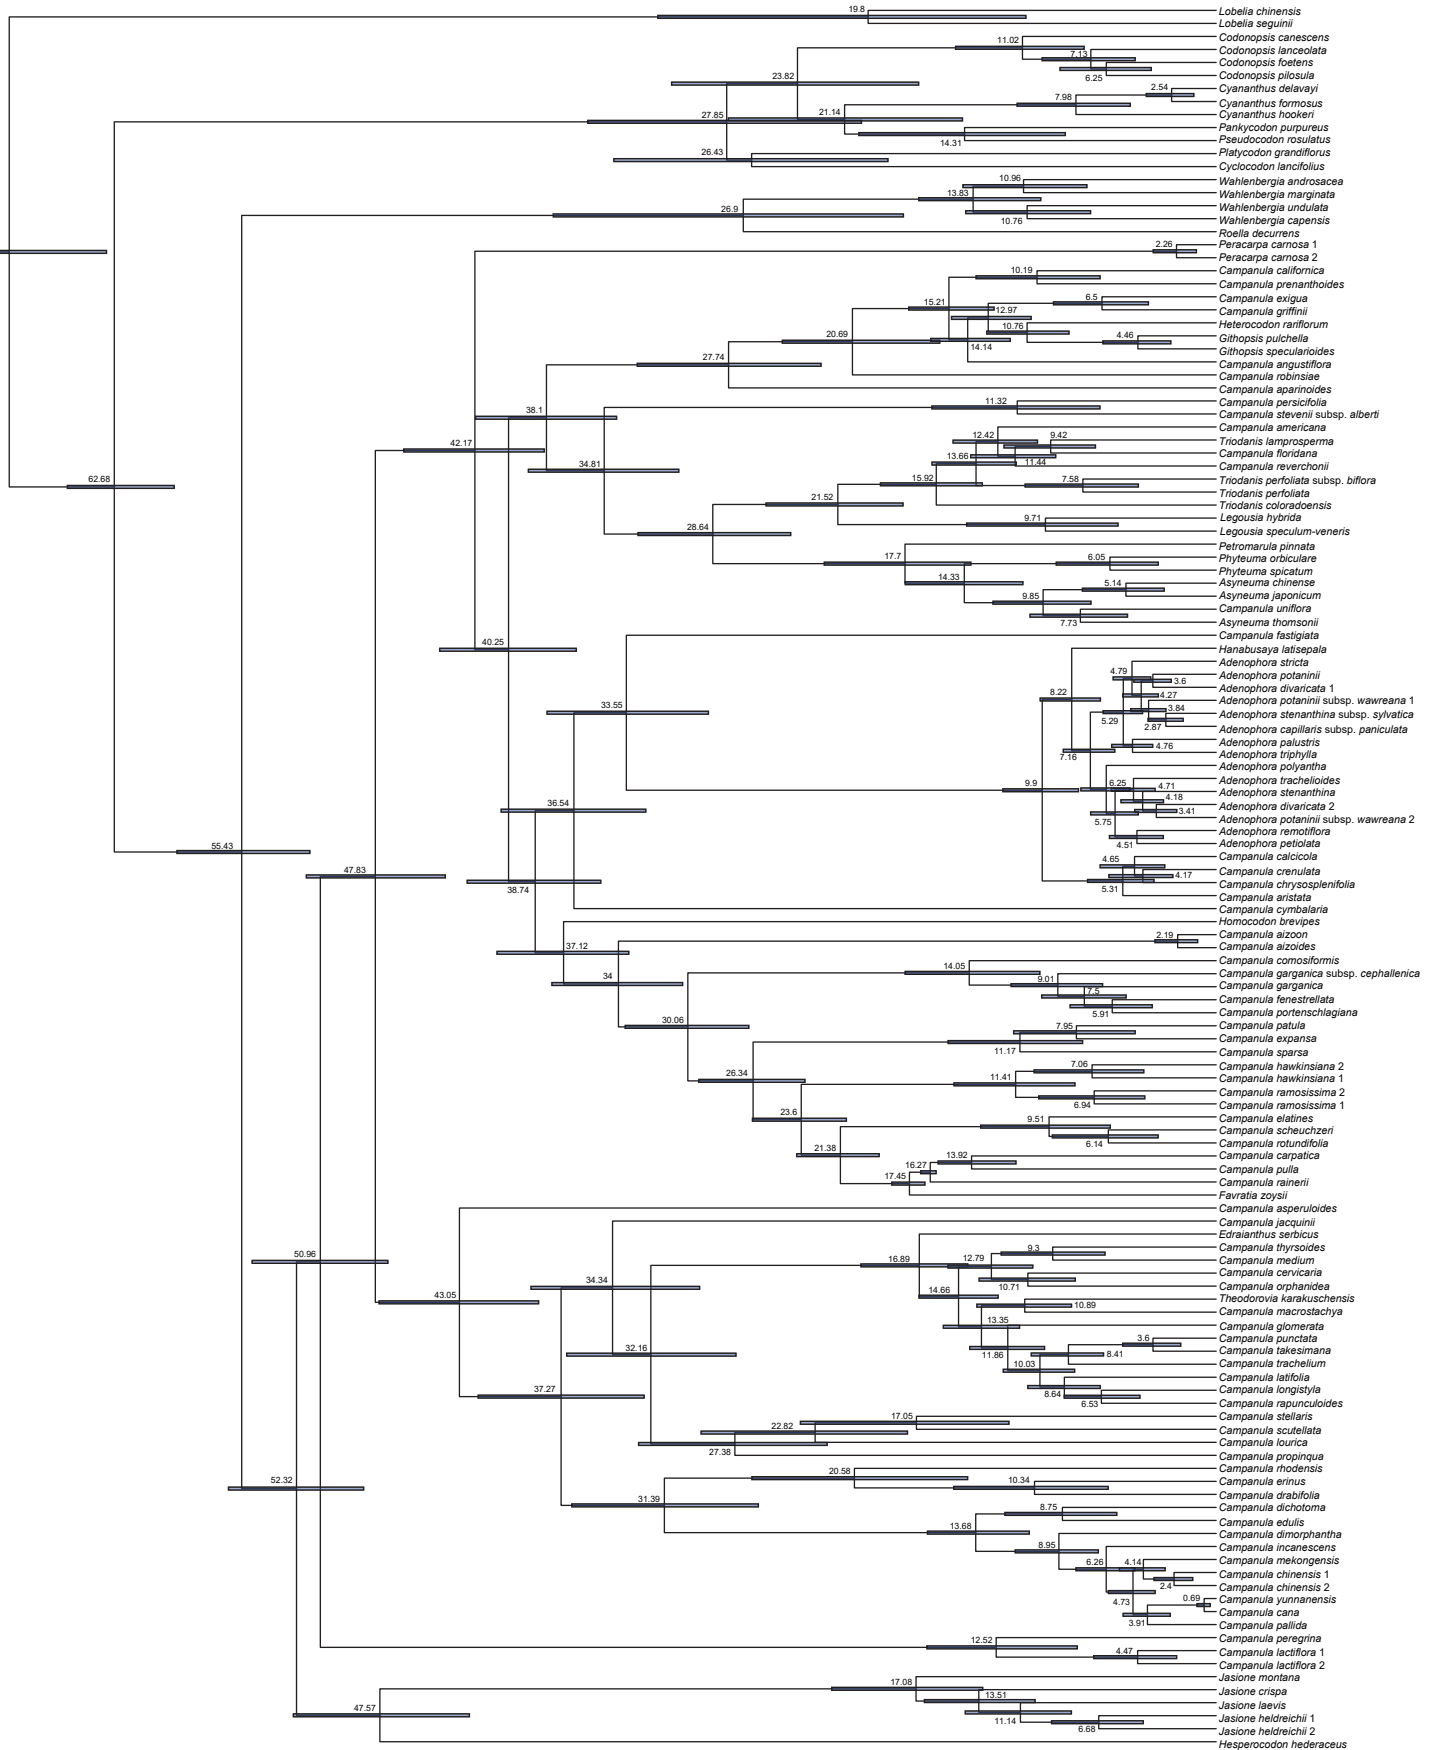 19.8
Lobelia chinensis
Lobelia seguinii
Codonopsis canescens
11.02
Codonopsis lanceolata
7.13
Codonopsis foetens
6.25
Codonopsis pilosula
23.82
Cyananthus delavayi
2.54
7.98
Cyananthus formosus
Cyananthus hookeri
27.85
21.14
Pankycodon purpureus
14.31
Pseudocodon rosulatus
26.43
Platycodon grandiflorus
Cyclocodon lancifolius
10.96
Wahlenbergia androsacea
13.83
Wahlenbergia marginata
Wahlenbergia undulata
10.76
Wahlenbergia capensis
26.9
Roella decurrens
2.26
Peracarpa carnosa 1
Peracarpa carnosa 2
10.19
Campanula californica
Campanula prenanthoides
15.21
6.5
Campanula exigua
12.97
Campanula griffinii
10.76
Heterocodon rariflorum
20.69
4.46
Githopsis pulchella
14.14
Githopsis specularioides
27.74
Campanula angustiflora
Campanula robinsiae
Campanula aparinoides
38.1
11.32
Campanula persicifolia
Campanula stevenii subsp. alberti
42.17
12.42
9.42
Campanula americana
Triodanis lamprosperma
13.66
11.44
Campanula floridana
34.81
Campanula reverchonii
15.92
7.58
Triodanis perfoliata subsp. biflora
Triodanis perfoliata
21.52
Triodanis coloradoensis
9.71
Legousia hybrida
28.64
Legousia speculum-veneris
Petromarula pinnata
17.7
6.05
Phyteuma orbiculare
Phyteuma spicatum
14.33
5.14
Asyneuma chinense
9.85
Asyneuma japonicum
Campanula uniflora
7.73
Asyneuma thomsonii
62.68
40.25
Campanula fastigiata
Hanabusaya latisepala
Adenophora stricta
4.79
3.6
Adenophora potaninii
Adenophora divaricata 1
8.22
4.27
Adenophora potaninii subsp. wawreana 1
33.55
5.29
3.84
2.87
Adenophora stenanthina subsp. sylvatica
Adenophora capillaris subsp. paniculata
4.76
Adenophora palustris
7.16
Adenophora triphylla
Adenophora polyantha
9.9
6.25
4.71
Adenophora trachelioides
Adenophora stenanthina
4.18
Adenophora divaricata 2
36.54
5.75
3.41
Adenophora potaninii subsp. wawreana 2
Adenophora remotiflora
4.51
Adenophora petiolata
55.43
4.65
Campanula calcicola
4.17
Campanula crenulata
47.83
38.74
5.31
Campanula chrysosplenifolia
Campanula aristata
Campanula cymbalaria
Homocodon brevipes
2.19
Campanula aizoon
37.12
Campanula aizoides
14.05
Campanula comosiformis
34
9.01
Campanula garganica subsp. cephallenica
7.5
Campanula garganica
Campanula fenestrellata
5.91
Campanula portenschlagiana
30.06
7.95
Campanula patula
Campanula expansa
11.17
Campanula sparsa
7.06
Campanula hawkinsiana 2
26.34
11.41
Campanula hawkinsiana 1
Campanula ramosissima 2
6.94
Campanula ramosissima 1
23.6
9.51
Campanula elatines
Campanula scheuchzeri
6.14
Campanula rotundifolia
21.38
13.92
Campanula carpatica
16.27
Campanula pulla
17.45
Campanula rainerii
Favratia zoysii
Campanula asperuloides
Campanula jacquinii
Edraianthus serbicus
50.96
16.89
12.79
9.3
Campanula thyrsoides
Campanula medium
Campanula cervicaria
10.71
Campanula orphanidea
34.34
14.66
Theodorovia karakuschensis
10.89
Campanula macrostachya
43.05
13.35
Campanula glomerata
3.6
Campanula punctata
32.16
11.86
8.41
Campanula takesimana
10.03
Campanula trachelium
Campanula latifolia
37.27
8.64
Campanula longistyla
6.53
Campanula rapunculoides
17.05
Campanula stellaris
22.82
Campanula scutellata
Campanula lourica
27.38
Campanula propinqua
20.58
Campanula rhodensis
52.32
10.34
Campanula erinus
Campanula drabifolia
31.39
8.75
Campanula dichotoma
Campanula edulis
13.68
Campanula dimorphantha
8.95
Campanula incanescens
6.26
4.14
Campanula mekongensis
Campanula chinensis 1
2.4
Campanula chinensis 2
4.73
0.69
Campanula yunnanensis
Campanula cana
3.91
Campanula pallida
12.52
Campanula peregrina
4.47
Campanula lactiflora 1
Campanula lactiflora 2
17.08
Jasione montana
13.51
Jasione crispa
Jasione laevis
47.57
11.14
Jasione heldreichii 1
6.68
Jasione heldreichii 2
Hesperocodon hederaceus